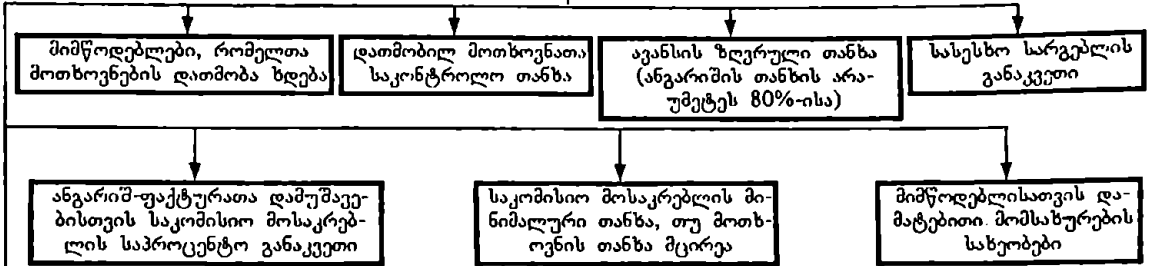 მიმწოდებლები, რომელთა
მოთხოვნების დათმობა ხდება
დათმობილ მოთხოვნათა
საკონტროლო თანხა
ავანსის ზღვრული თანხა
(ანგარიშის თანხის არა-
უმეტეს 80%-ისა)
სასესხო სარგებლის
განაკვეთი
ანგარიშ-ფაქტურათა დამუშავე-
ბისთვის საკომისიო მოსაკრებ-
ლის საპროცენტო განაკვეთი
საკომისიო მოსაკრებლის მი-
ნიმალური თანხა, თუ მოთხ-
ოვნის თანხა მცირეა
მიმწოდებლისათვის და-
მატებითი მომსახურების
სახეობები